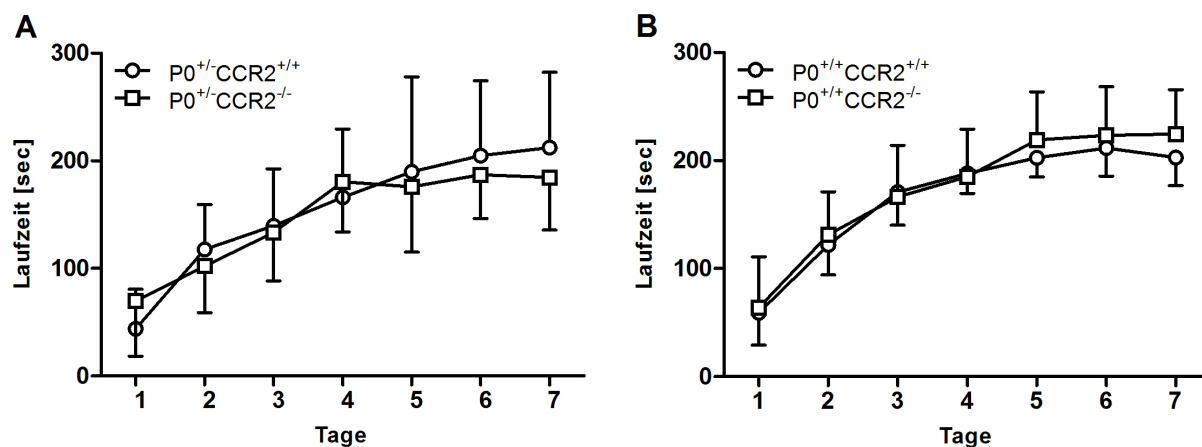 A
P0+/-CCR2+/+
P0+/-CCR2-/-
Laufzeit [sec]
300
200
100
0
1 2 3 4 5 6 7
Tage
B
P0+/+CCR2+/+
P0+/+CCR2-/-
Laufzeit [sec]
300
200
100
0
1 2 3 4 5 6 7
Tage